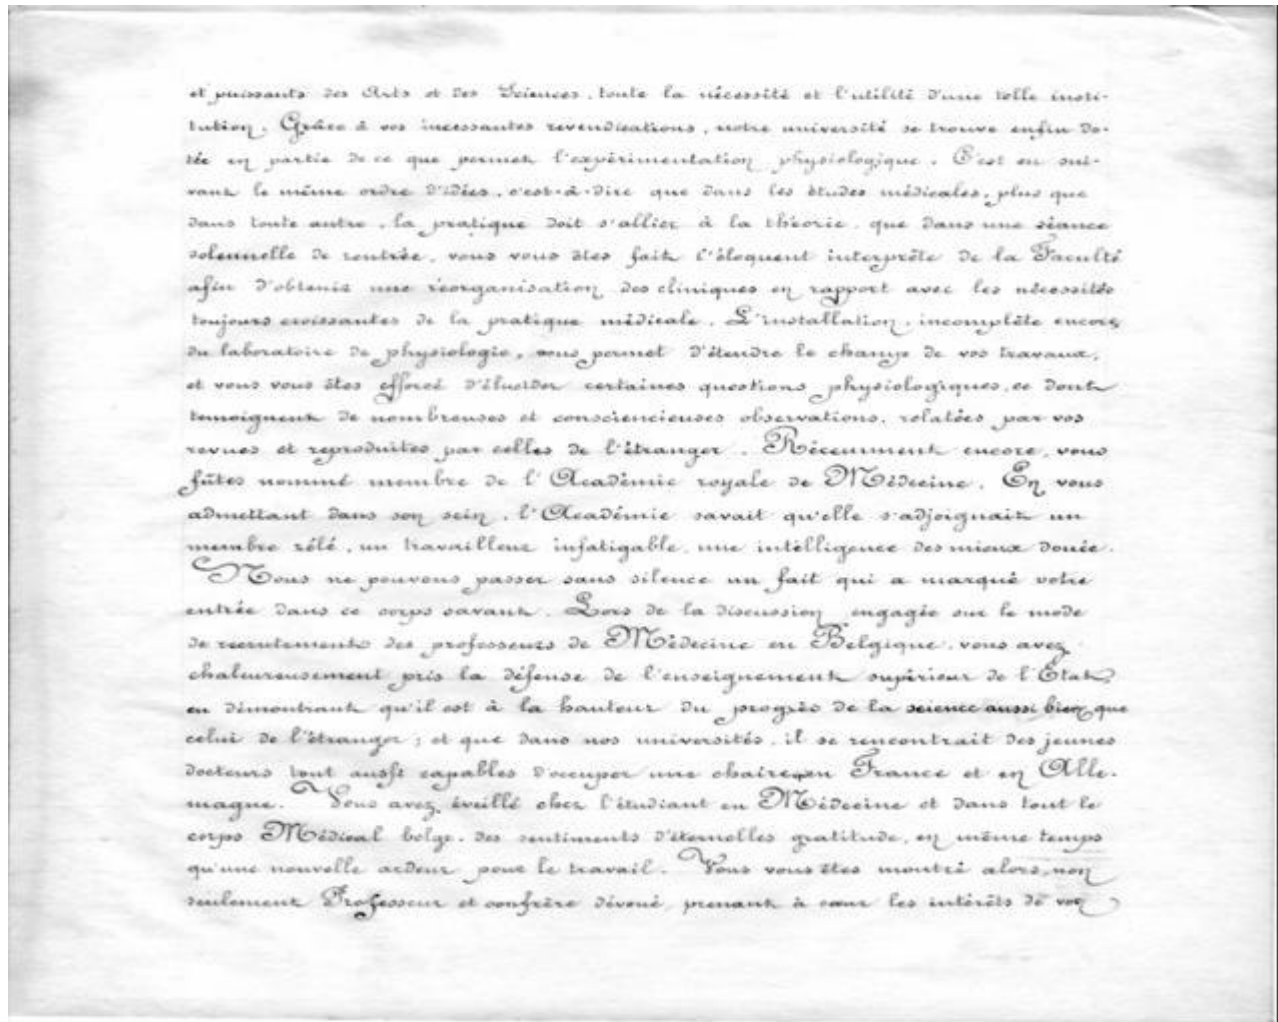 et puissants des Arts et des Sciences, toute la nécessité et l'utilité d'une telle insti-
tution. Grâce à vos incessantes revendications, notre université se trouve enfin do-
tée en partie de ce que permet l'expérimentation physiologique. C'est en sui-
vant le même ordre d'idées, c'est-à-dire que dans les études médicales, plus que
dans toute autre, la pratique doit s'allier à la théorie, que dans une séance
solennelle de rentrée, vous vous êtes fait l'éloquent interprète de la Faculté
afin d'obtenir une réorganisation des cliniques en rapport avec les nécessités
toujours croissantes de la pratique médicale. L'installation, incomplète encore,
du laboratoire de physiologie, vous permet d'étendre le champ de vos travaux,
et vous vous êtes efforcé d'élucider certaines questions physiologiques, ce dont
temoignent de nombreuses et consciencieuses observations, relatées par vos
revues et reproduites par celles de l'étranger. Récemment encore, vous
fûtes nommé membre de l'Académie royale de Médecine. En vous
admettant dans son sein, l'Académie savait qu'elle s'adjoignait un
membre zélé, un travailleur infatigable, une intelligence des mieux douée.
Nous ne pouvons passer sans silence un fait qui a marqué votre
entrée dans ce corps savant. Lors de la discussion engagée sur le mode
de recrutements des professeurs de Médecine en Belgique, vous avez
chaleureusement pris la défense de l'enseignement supérieur de l'État,
en démontrant qu'il est à la hauteur du progrès de la science aussi bien que
celui de l'étranger; et que dans nos universités, il se rencontrait des jeunes
docteurs tout aussi capables d'occuper une chaire en France et en Alle-
magne. Vous avez éveillé chez l'étudiant en Médecine et dans tout le
corps Médical belge, des sentiments d'éternelles gratitude, en même temps
qu'une nouvelle ardeur pour le travail. Vous vous êtes montré alors, non
seulement Professeur et confrère dévoué, prenant à cœur les intérêts de vos